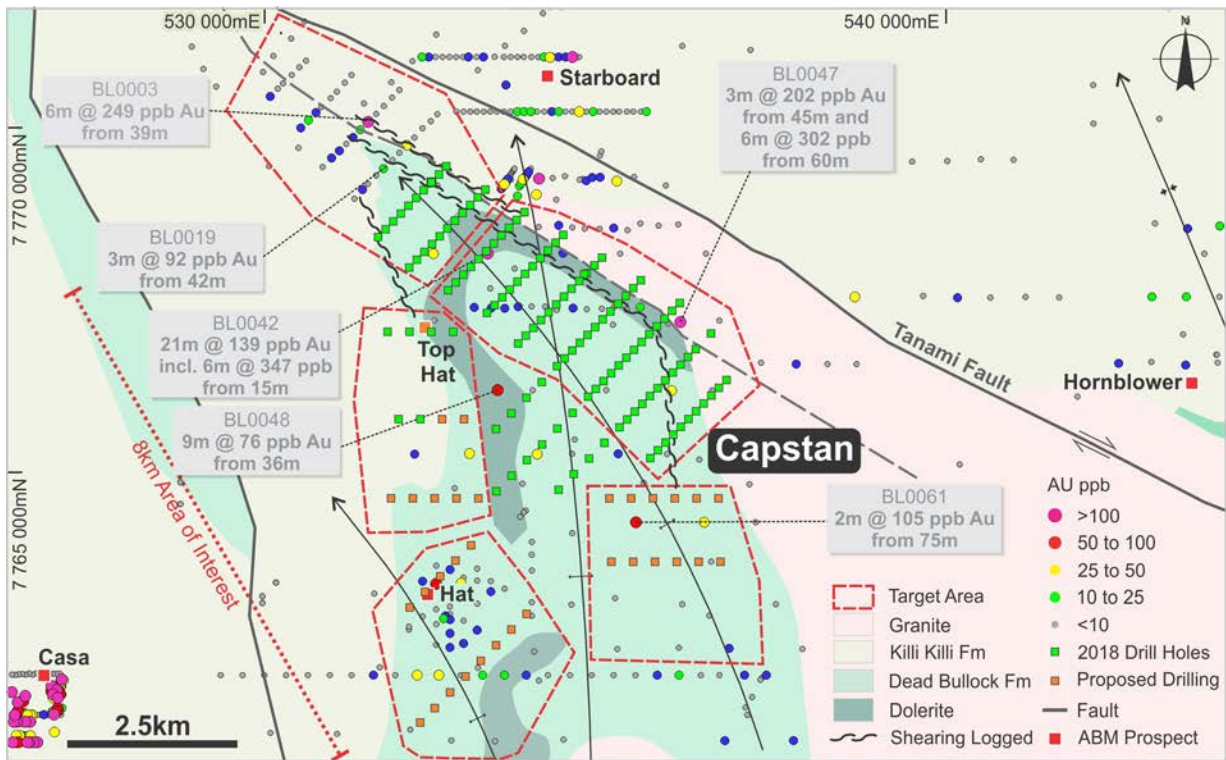 530 000mE
540 000mE
N
7 770 000mN
7 765 000mN
BL0003
6m @ 249 ppb Au
from 39m
Starboard
BL0047
3m @ 202 ppb Au
from 45m and
6m @ 302 ppb
from 60m
BL0019
3m @ 92 ppb Au
from 42m
BL0042
21m @ 139 ppb Au
incl. 6m @ 347 ppb
from 15m
Top
Hat
BL0048
9m @ 76 ppb Au
from 36m
Tanami Fault
Hornblower
Capstan
8km Area of Interest
BL0061
2m @ 105 ppb Au
from 75m
Hat
Casa
2.5km
Target Area
Granite
Killi Killi Fm
Dead Bullock Fm
Dolerite
Shearing Logged
AU ppb
>100
50 to 100
25 to 50
10 to 25
<10
2018 Drill Holes
Proposed Drilling
Fault
ABM Prospect